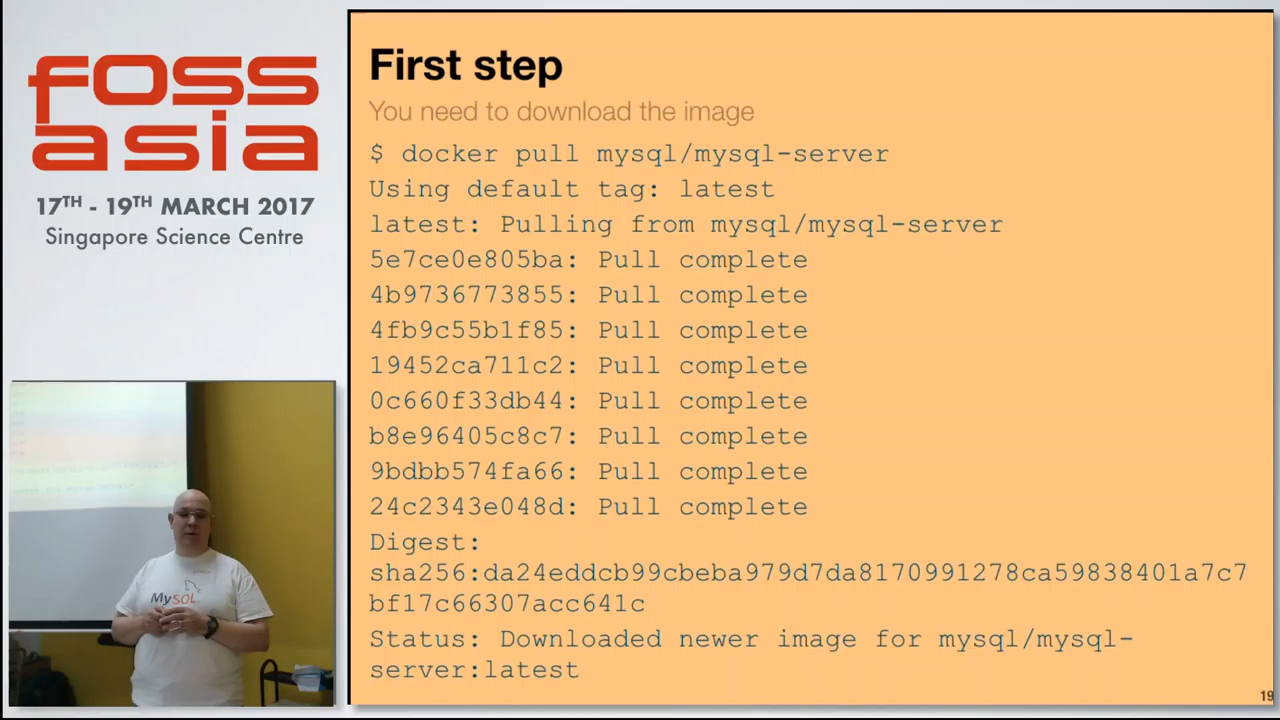 foss
asia
17TH - 19TH MARCH 2017
Singapore Science Centre
First step
You need to download the image
$ docker pull mysql/mysql-server
Using default tag: latest
latest: Pulling from mysql/mysql-server
5e7ce0e805ba: Pull complete
4b9736773855: Pull complete
4fb9c55b1f85: Pull complete
19452ca711c2: Pull complete
0c660f33db44: Pull complete
b8e96405c8c7: Pull complete
9bdbb574fa66: Pull complete
24c2343e048d: Pull complete
Digest:
sha256:da24eddcb99cbeba979d7da8170991278ca59838401a7c7
bf17c66307acc641c
Status: Downloaded newer image for mysql/mysql-
server:latest
19
MySQL